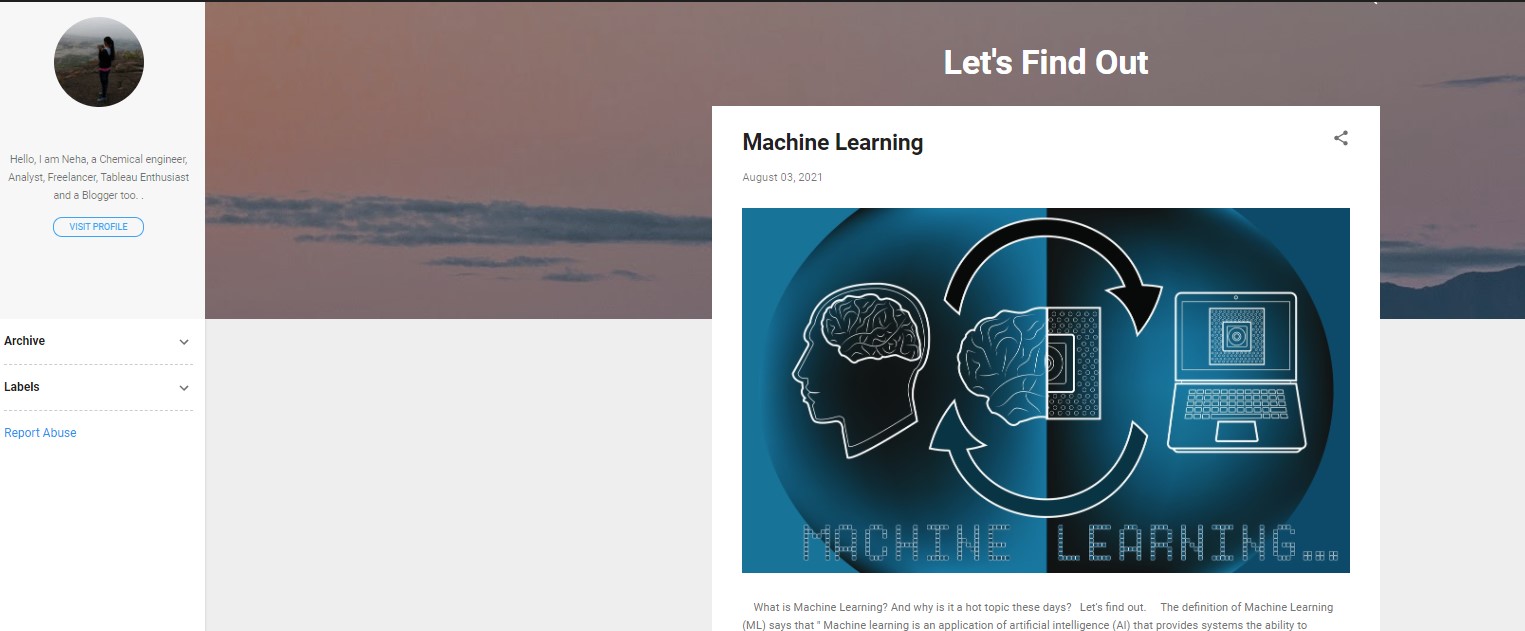 Let's Find Out
Hello, I am Neha, a Chemical engineer,
Analyst, Freelancer, Tableau Enthusiast
and a Blogger too. .
VISIT PROFILE
Archive
Labels
Report Abuse
Machine Learning
August 03, 2021
MACHINE LEARNING...
What is Machine Learning? And why is it a hot topic these days? Let's find out. The definition of Machine Learning
(ML) says that " Machine learning is an application of artificial intelligence (AI) that provides systems the ability to